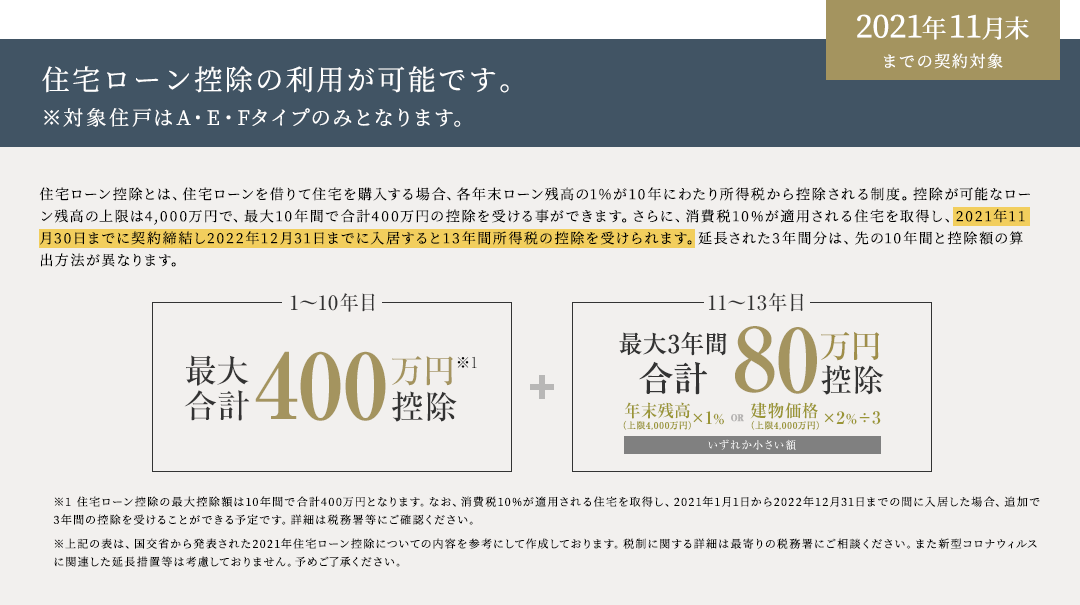 2021年11月末
までの契約対象
住宅ローン控除の利用が可能です。
※対象住戸はA・E・Fタイプのみとなります。
住宅ローン控除とは、住宅ローンを借りて住宅を購入する場合、各年末ローン残高の1%が10年にわたり所得税から控除される制度。控除が可能なロー
ン残高の上限は4,000万円で、最大10年間で合計400万円の控除を受ける事ができます。さらに、消費税10%が適用される住宅を取得し、2021年11
月30日までに契約締結し2022年12月31日までに入居すると13年間所得税の控除を受けられます。延長された3年間分は、先の10年間と控除額の算
出方法が異なります。
1〜10年目
最大
合計400万円※1
控除
+
11〜13年目
最大3年間
合計80万円
控除
年末残高×1% OR 建物価格×2%÷3
(上限4,000万円) (上限4,000万円)
いずれか小さい額
※1 住宅ローン控除の最大控除額は10年間で合計400万円となります。なお、消費税10%が適用される住宅を取得し、2021年1月1日から2022年12月31日までの間に入居した場合、追加で
3年間の控除を受けることができる予定です。詳細は税務署等にご確認ください。
※上記の表は、国交省から発表された2021年住宅ローン控除についての内容を参考にして作成しております。税制に関する詳細は最寄りの税務署にご相談ください。また新型コロナウィルス
に関連した延長措置等は考慮しておりません。予めご了承ください。